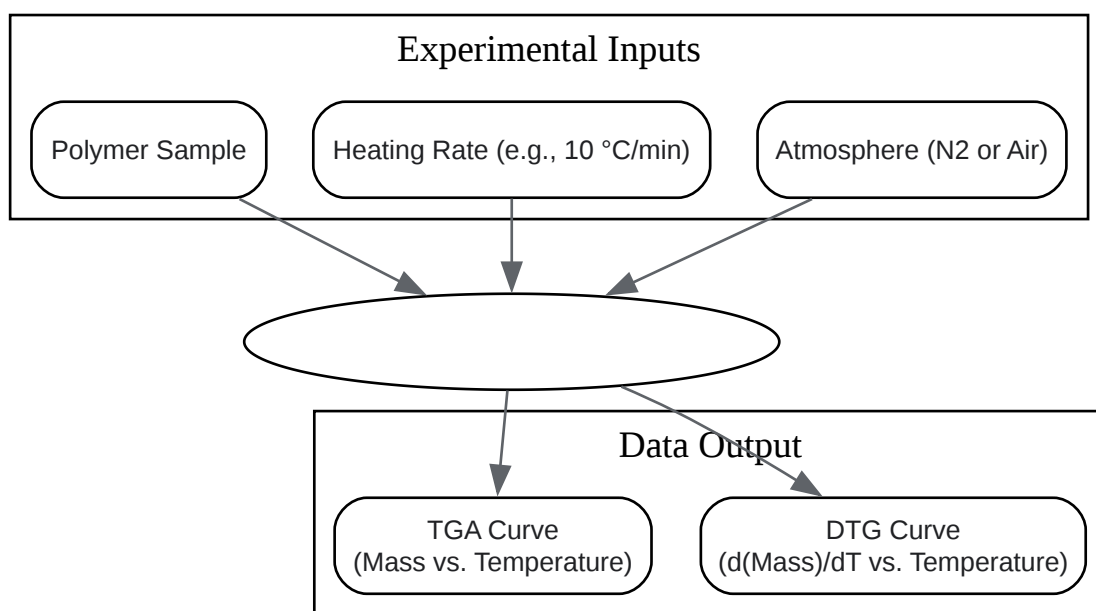 Experimental Inputs
Polymer Sample
Heating Rate (e.g., 10 °C/min)
Atmosphere (N2 or Air)
Data Output
TGA Curve
(Mass vs. Temperature)
DTG Curve
(d(Mass)/dT vs. Temperature)